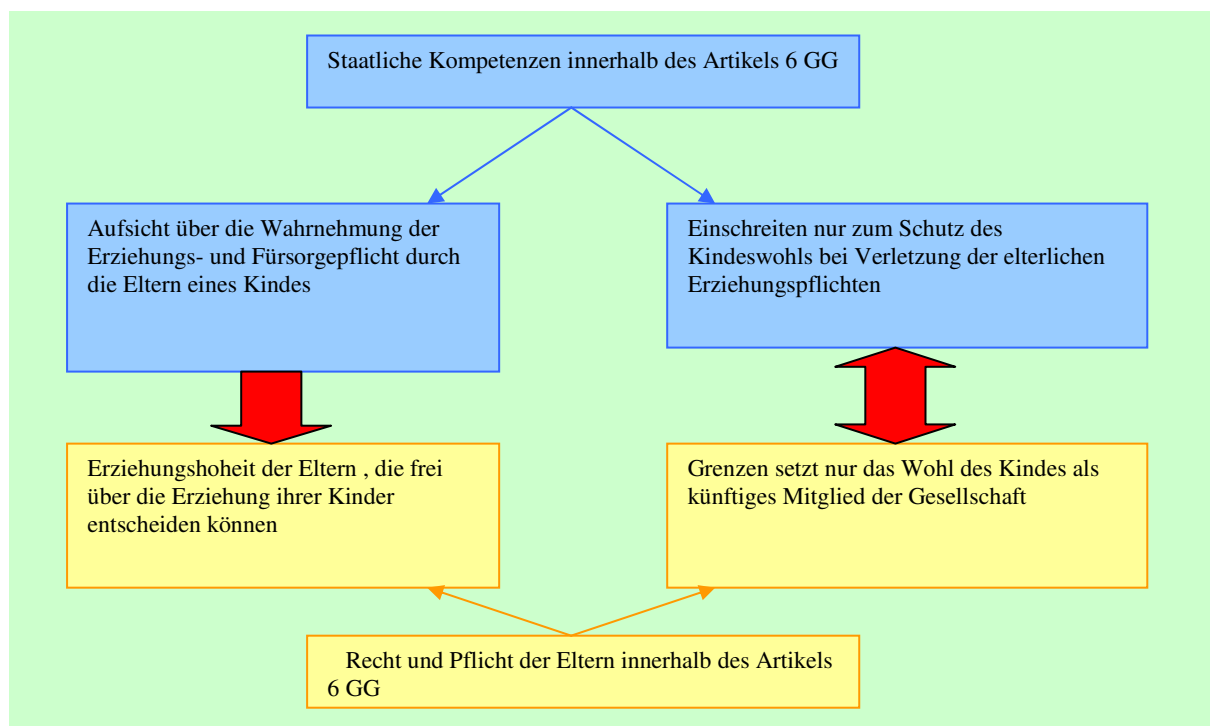 Staatliche Kompetenzen innerhalb des Artikels 6 GG
Aufsicht über die Wahrnehmung der
Erziehungs- und Fürsorgepflicht durch
die Eltern eines Kindes
Einschreiten nur zum Schutz des
Kindeswohls bei Verletzung der elterlichen
Erziehungspflichten
Erziehungshoheit der Eltern , die frei
über die Erziehung ihrer Kinder
entscheiden können
Grenzen setzt nur das Wohl des Kindes als
künftiges Mitglied der Gesellschaft
Recht und Pflicht der Eltern innerhalb des Artikels
6 GG